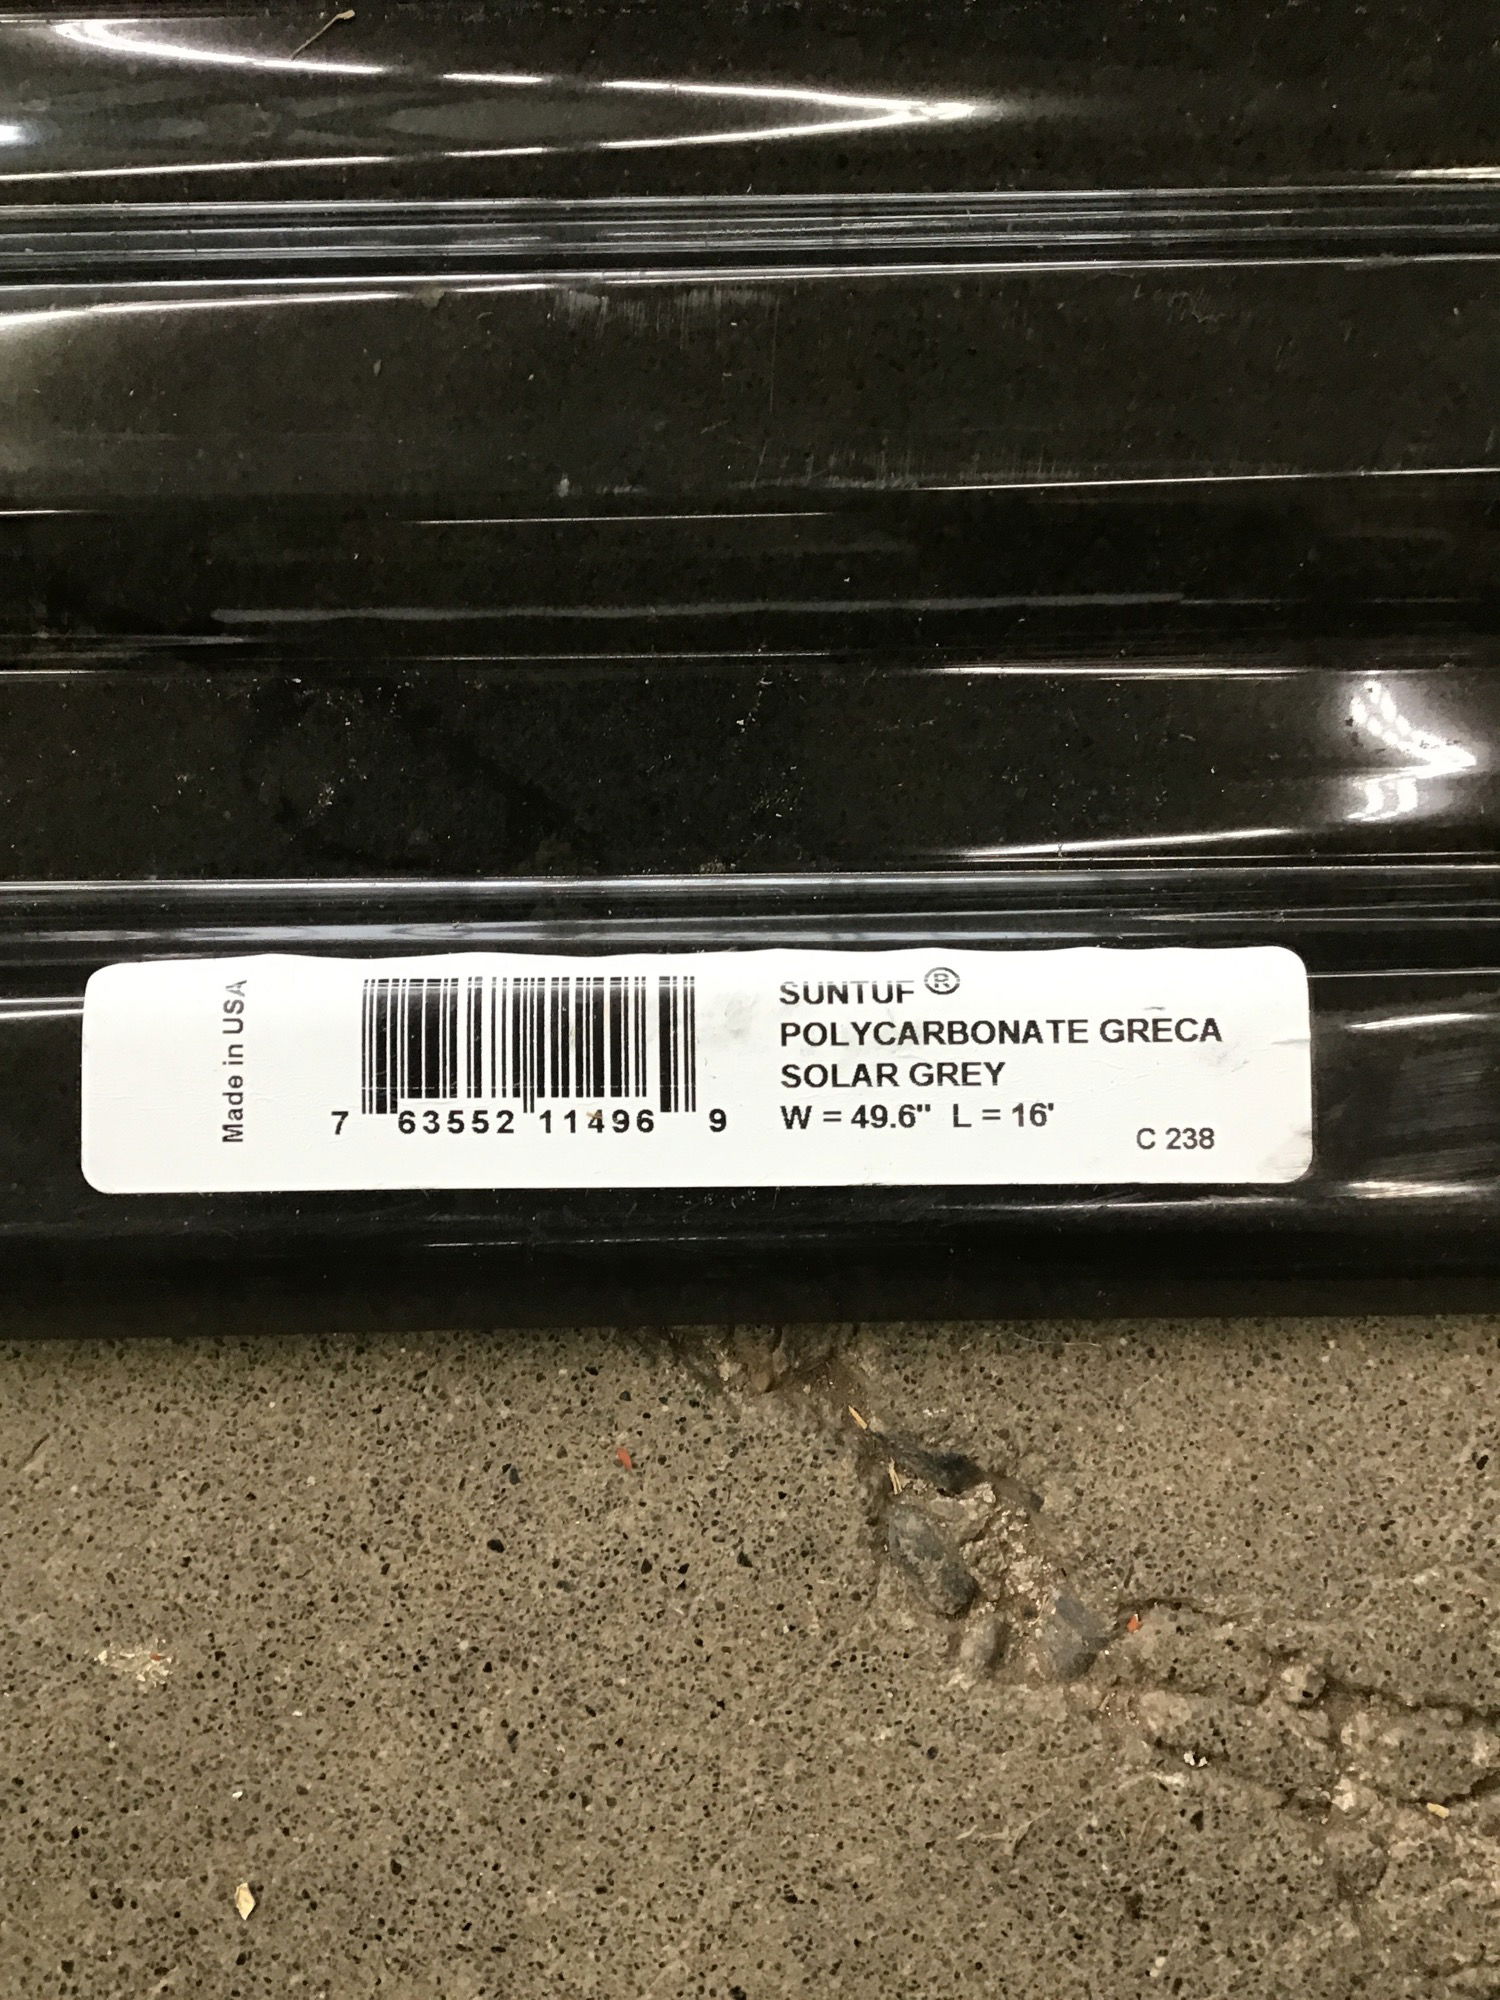 Made in USA
7 63552 11496 9
SUNTUF®
POLYCARBONATE GRECA
SOLAR GREY
W = 49.6" L = 16'
C 238